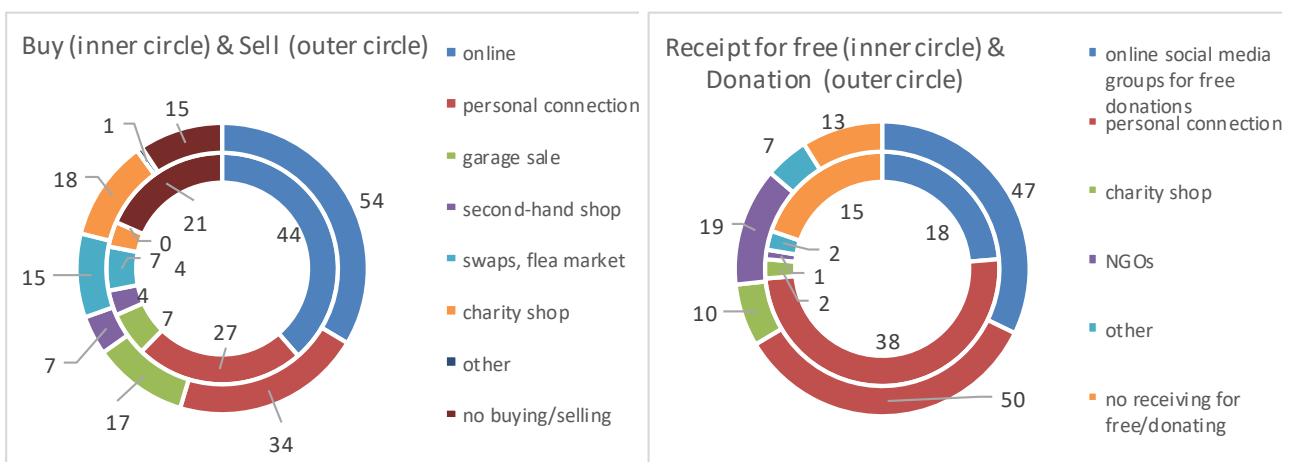 Buy (inner circle) & Sell (outer circle)
online
personal connection
garage sale
second-hand shop
swaps, flea market
charity shop
other
no buying/selling
1
15
18
54
21
44
0
7
4
15
4
7
27
7
17
34
Receipt for free (inner circle) &
Donation (outer circle)
online social media
groups for free
donations
personal connection
charity shop
NGOs
other
no receiving for
free/donating
13
7
47
15
18
19
2
1
2
10
38
50